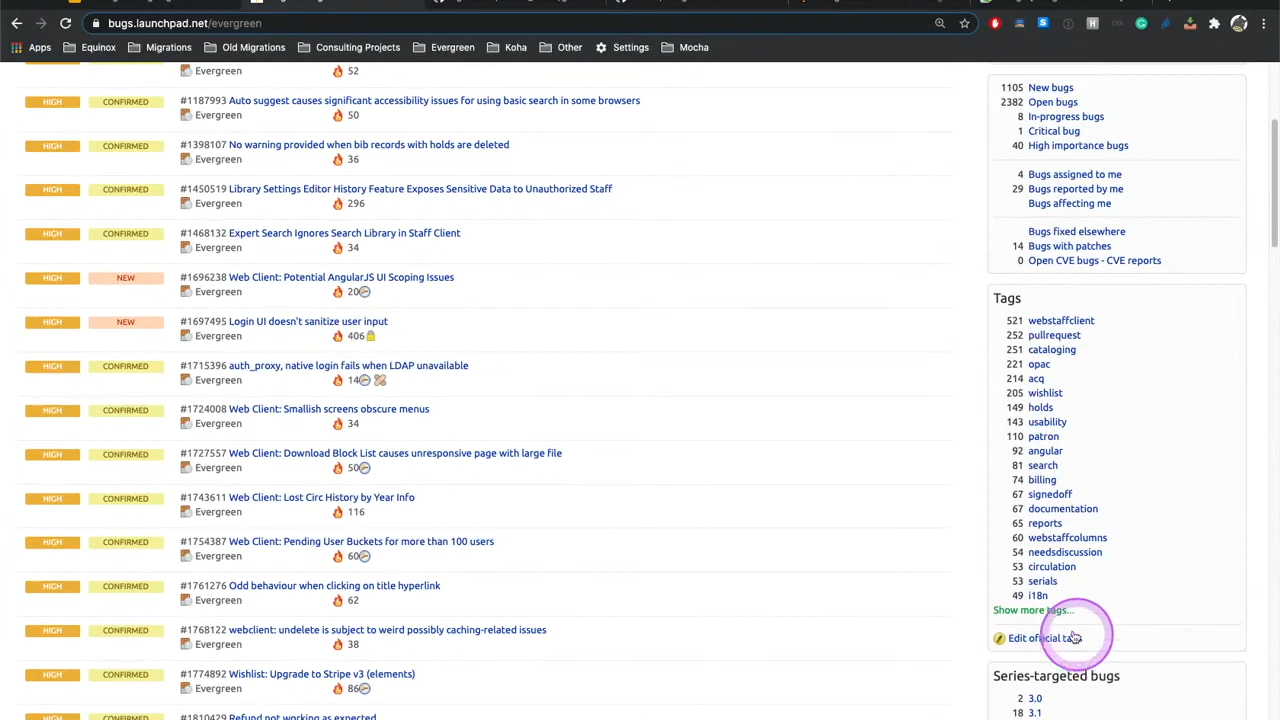 bugs.launchpad.net/evergreen
Apps Equinox Migrations Old Migrations Consulting Projects Evergreen Koha Other Settings Mocha
Evergreen 52
HIGH CONFIRMED #1187993 Auto suggest causes significant accessibility issues for using basic search in some browsers
Evergreen 50
HIGH CONFIRMED #1398107 No warning provided when bib records with holds are deleted
Evergreen 36
HIGH CONFIRMED #1450519 Library Settings Editor History Feature Exposes Sensitive Data to Unauthorized Staff
Evergreen 296
HIGH CONFIRMED #1468132 Expert Search Ignores Search Library in Staff Client
Evergreen 34
HIGH NEW #1696238 Web Client: Potential AngularJS UI Scoping Issues
Evergreen 20
HIGH NEW #1697495 Login UI doesn't sanitize user input
Evergreen 406
HIGH CONFIRMED #1715396 auth_proxy, native login fails when LDAP unavailable
Evergreen 14
HIGH CONFIRMED #1724008 Web Client: Smallish screens obscure menus
Evergreen 34
HIGH CONFIRMED #1727557 Web Client: Download Block List causes unresponsive page with large file
Evergreen 50
HIGH CONFIRMED #1743611 Web Client: Lost Circ History by Year Info
Evergreen 116
HIGH CONFIRMED #1754387 Web Client: Pending User Buckets for more than 100 users
Evergreen 60
HIGH CONFIRMED #1761276 Odd behaviour when clicking on title hyperlink
Evergreen 62
HIGH CONFIRMED #1768122 webclient: undelete is subject to weird possibly caching-related issues
Evergreen 38
HIGH CONFIRMED #1774892 Wishlist: Upgrade to Stripe v3 (elements)
Evergreen 86
HIGH CONFIRMED #1810429 Refund not working as expected
1105 New bugs
2382 Open bugs
8 In-progress bugs
1 Critical bug
40 High importance bugs
4 Bugs assigned to me
29 Bugs reported by me
Bugs affecting me
Bugs fixed elsewhere
14 Bugs with patches
0 Open CVE bugs - CVE reports
Tags
521 webstaffclient
252 pullrequest
251 cataloging
221 opac
214 acq
205 wishlist
149 holds
143 usability
110 patron
92 angular
81 search
74 billing
67 signedoff
67 documentation
65 reports
60 webstaffcolumns
54 needsdiscussion
53 circulation
53 serials
49 i18n
Show more tags...
Edit official tags
Series-targeted bugs
2 3.0
18 3.1